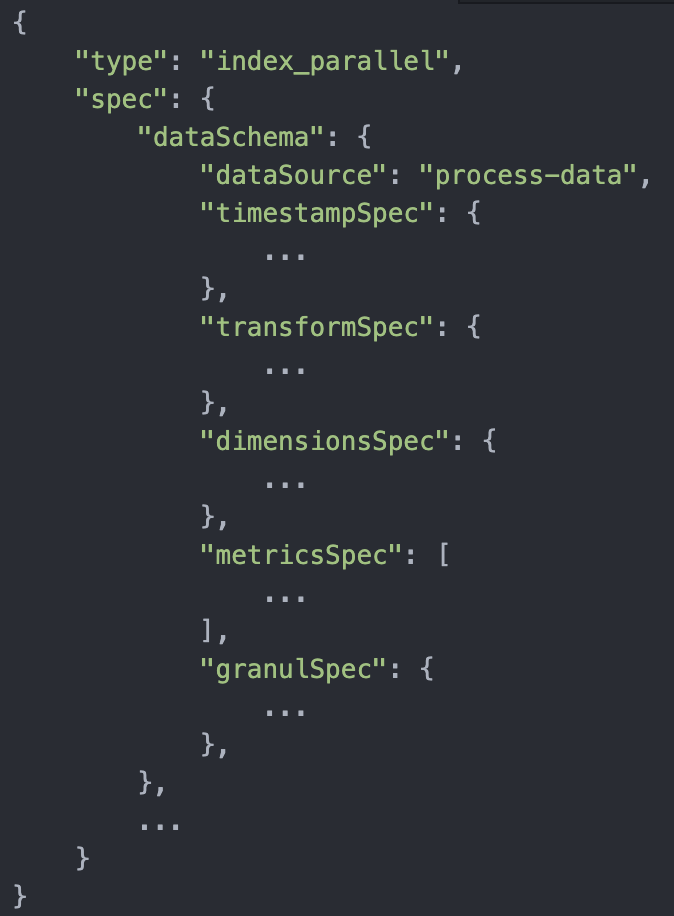 {
    "type": "index_parallel",
    "spec": {
        "dataSchema": {
            "dataSource": "process-data",
            "timestampSpec": {
                ...
            },
            "transformSpec": {
                ...
            },
            "dimensionsSpec": {
                ...
            },
            "metricsSpec": [
                ...
            ],
            "granulSpec": {
                ...
            },
        },
        ...
    }
}